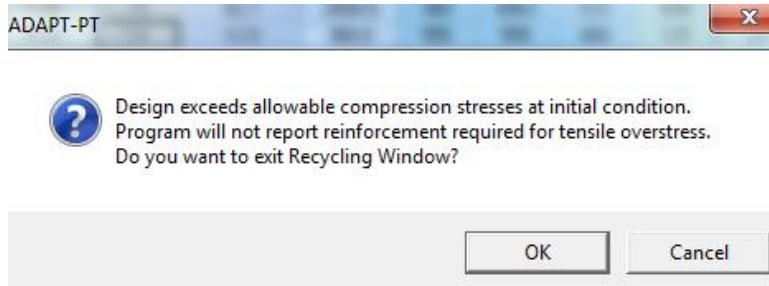 ADAPT-PT
Design exceeds allowable compression stresses at initial condition.
Program will not report reinforcement required for tensile overstress.
Do you want to exit Recycling Window?
OK
Cancel